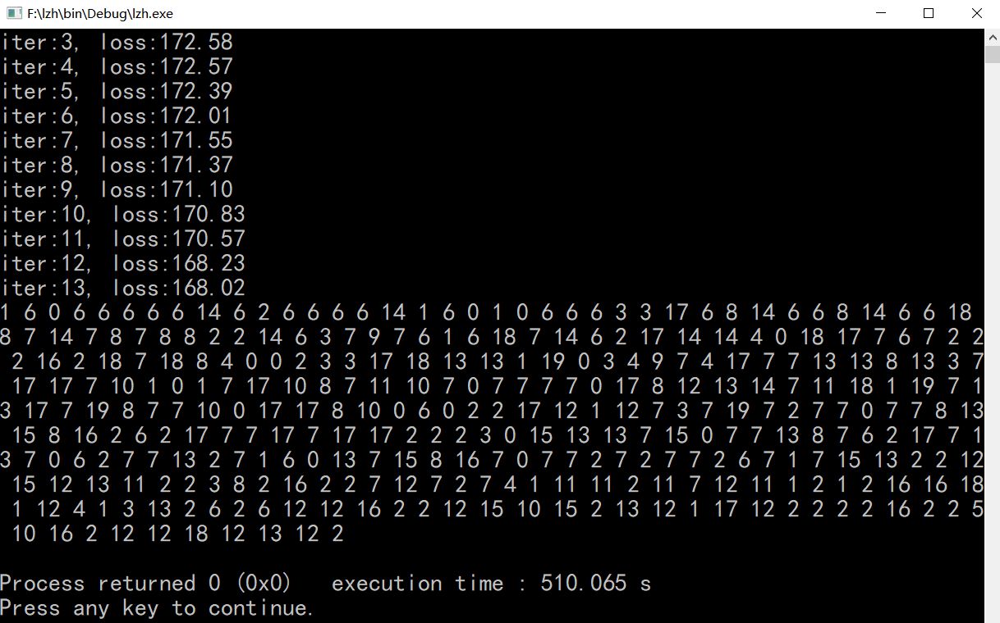 F:\lzh\bin\Debug\lzh.exe
iter:3, loss:172.58
iter:4, loss:172.57
iter:5, loss:172.39
iter:6, loss:172.01
iter:7, loss:171.55
iter:8, loss:171.37
iter:9, loss:171.10
iter:10, loss:170.83
iter:11, loss:170.57
iter:12, loss:168.23
iter:13, loss:168.02
1 6 0 6 6 6 6 6 14 6 2 6 6 6 6 14 1 6 0 1 0 6 6 6 3 3 17 6 8 14 6 6 8 14 6 6 18
8 7 14 7 8 7 8 8 2 2 14 6 3 7 9 7 6 1 6 18 7 14 6 2 17 14 14 4 0 18 17 7 6 7 2 2
2 16 2 18 7 18 8 4 0 0 2 3 3 17 18 13 13 1 19 0 3 4 9 7 4 17 7 7 13 13 8 13 3 7
17 17 7 10 1 0 1 7 17 10 8 7 11 10 7 0 7 7 7 7 0 17 8 12 13 14 7 11 18 1 19 7 1
3 17 7 19 8 7 7 10 0 17 17 8 10 0 6 0 2 2 17 12 1 12 7 3 7 19 7 2 7 7 0 7 7 8 13
15 8 16 2 6 2 17 7 7 17 7 17 17 2 2 2 3 0 15 13 13 7 15 0 7 7 13 8 7 6 2 17 7 1
3 7 0 6 2 7 7 13 2 7 1 6 0 13 7 15 8 16 7 0 7 7 2 7 2 7 7 2 6 7 1 7 15 13 2 2 12
15 12 13 11 2 2 3 8 2 16 2 2 7 12 7 2 7 4 1 11 11 2 11 7 12 11 1 2 1 2 16 16 18
1 12 4 1 3 13 2 6 2 6 12 12 16 2 2 12 15 10 15 2 13 12 1 17 12 2 2 2 2 16 2 2 5
10 16 2 12 12 18 12 13 12 2
Process returned 0 (0x0)   execution time : 510.065 s
Press any key to continue.